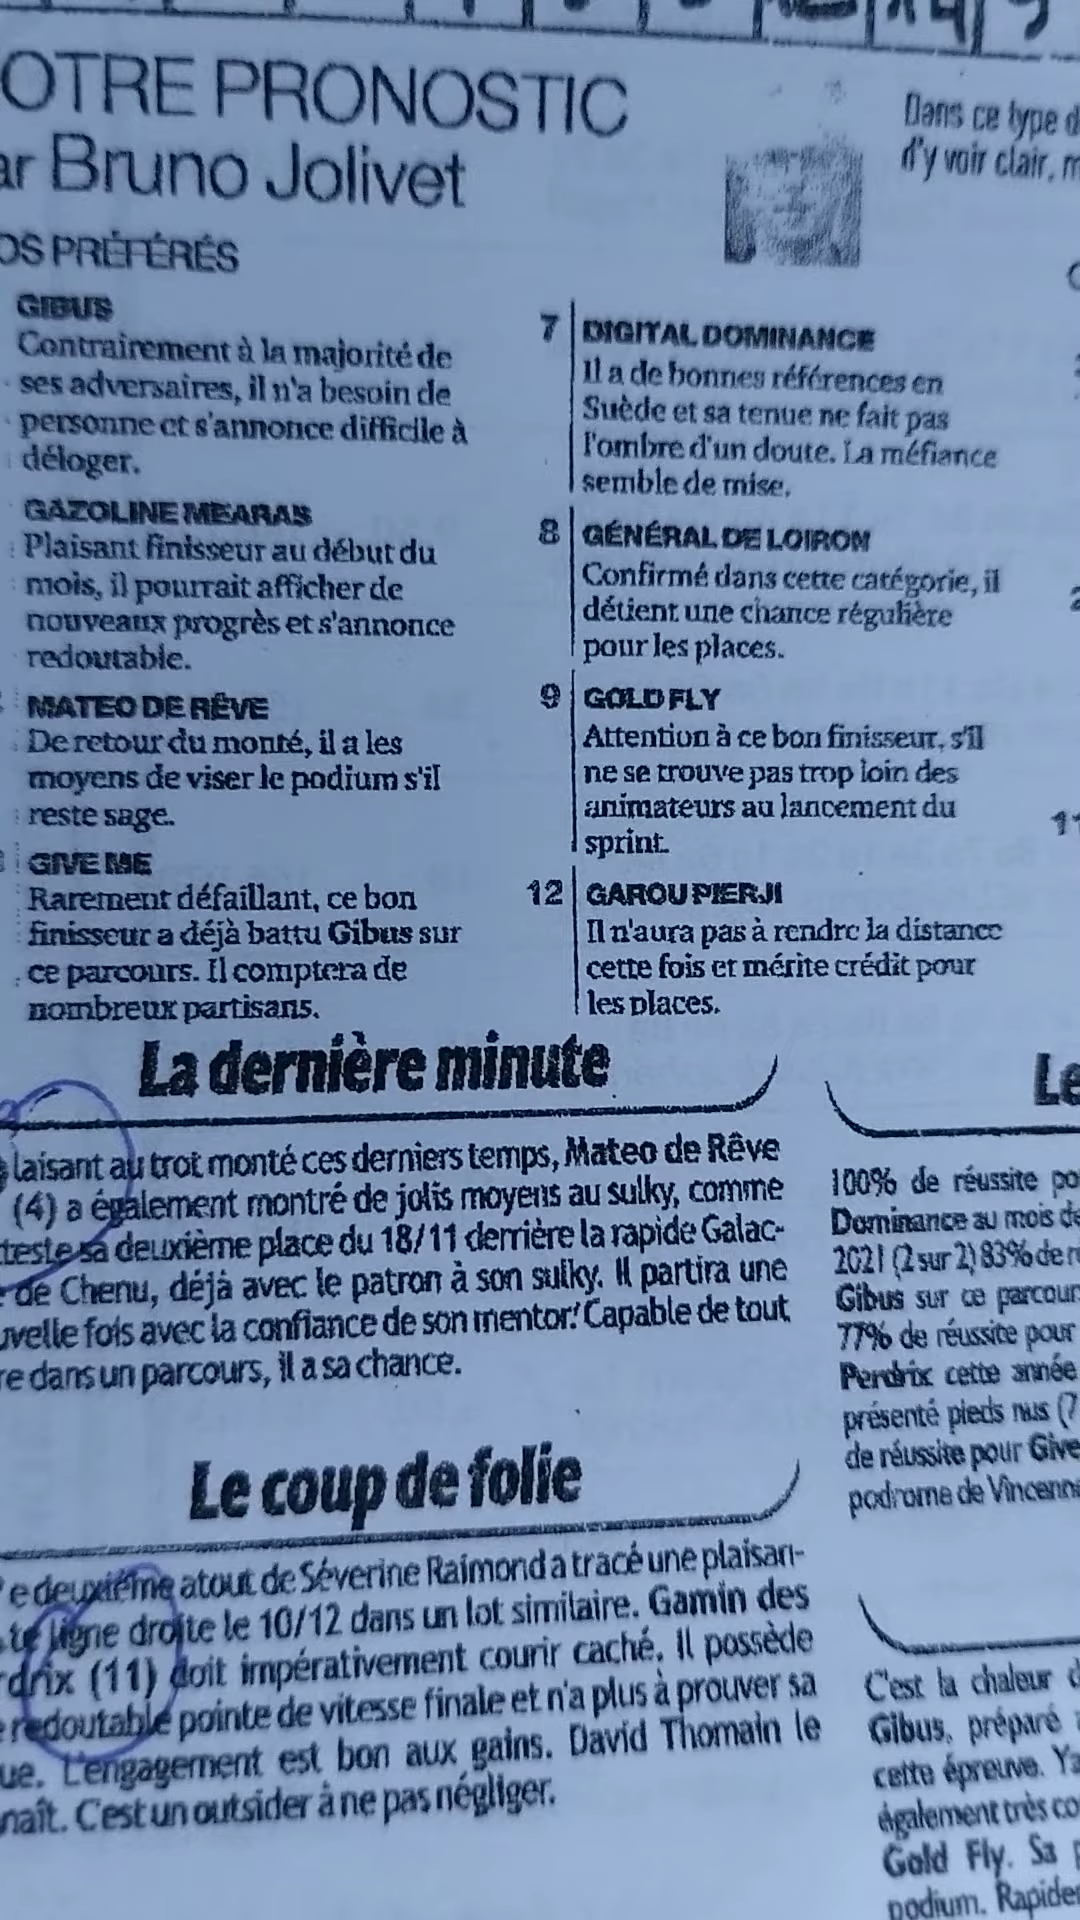 OTRE PRONOSTIC
ar Bruno Jolivet
OS PRÉFÉRÉS
GIBUS
Contrairement à la majorité de
ses adversaires, il n'a besoin de
personne et s'annonce difficile à
déloger.
GAZOLINE MEARAS
Plaisant finisseur au début du
mois, il pourrait afficher de
nouveaux progrès et s'annonce
redoutable.
MATEO DE RÊVE
De retour du monté, il a les
moyens de viser le podium s'il
reste sage.
GIVE ME
Rarement défaillant, ce bon
finisseur a déjà battu Gibus sur
ce parcours. Il comptera de
nombreux partisans.
7 DIGITAL DOMINANCE
Il a de bonnes références en
Suède et sa tenue ne fait pas
l'ombre d'un doute. La méfiance
semble de mise.
8 GÉNÉRAL DE LOIRON
Confirmé dans cette catégorie, il
détient une chance régulière
pour les places.
9 GOLD FLY
Attention à ce bon finisseur, s'il
ne se trouve pas trop loin des
animateurs au lancement du
sprint.
12 GAROU PIERJI
Il n'aura pas à rendre la distance
cette fois et mérite crédit pour
les places.
Dans ce type d
d'y voir clair, m
11
La dernière minute
laisant au trot monté ces derniers temps, Mateo de Rêve
(4) a également montré de jolis moyens au sulky, comme
teste sa deuxième place du 18/11 derrière la rapide Galac-
de Chenu, déjà avec le patron à son sulky. Il partira une
uvelle fois avec la confiance de son mentor. Capable de tout
re dans un parcours, il a sa chance.
Le coup de folie
e deuxième atout de Séverine Raimond a tracé une plaisan-
te ligne droite le 10/12 dans un lot similaire. Gamin des
rdrix (11) doit impérativement courir caché. Il possède
e redoutable pointe de vitesse finale et n'a plus à prouver sa
ue. L'engagement est bon aux gains. David Thomain le
naît. C'est un outsider à ne pas négliger.
Le
100% de réussite po
Dominance au mois de
2021 (2 sur 2) 83% de r
Gibus sur ce parcour
77% de réussite pour
Perdrix cette année
présenté pieds nus (7
de réussite pour Give
podrome de Vincenn
C'est la chaleur d
Gibus, préparé
cette épreuve. Ya
également très co
Gold Fly. Sa p
podium. Rapide